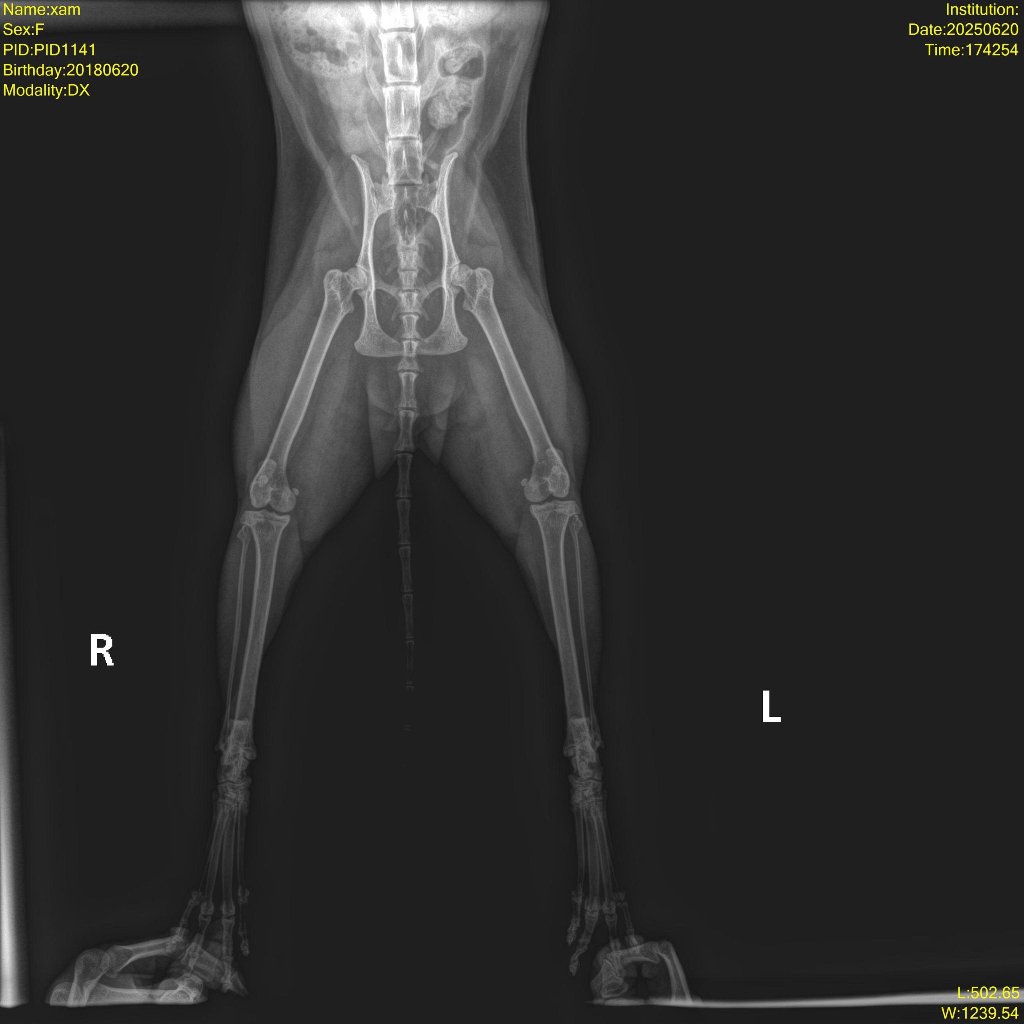 Name:xam
Sex:F
PID:PID1141
Birthday:20180620
Modality:DX
Institution:
Date:20250620
Time:174254
R
L
L:502.65
W:1239.54